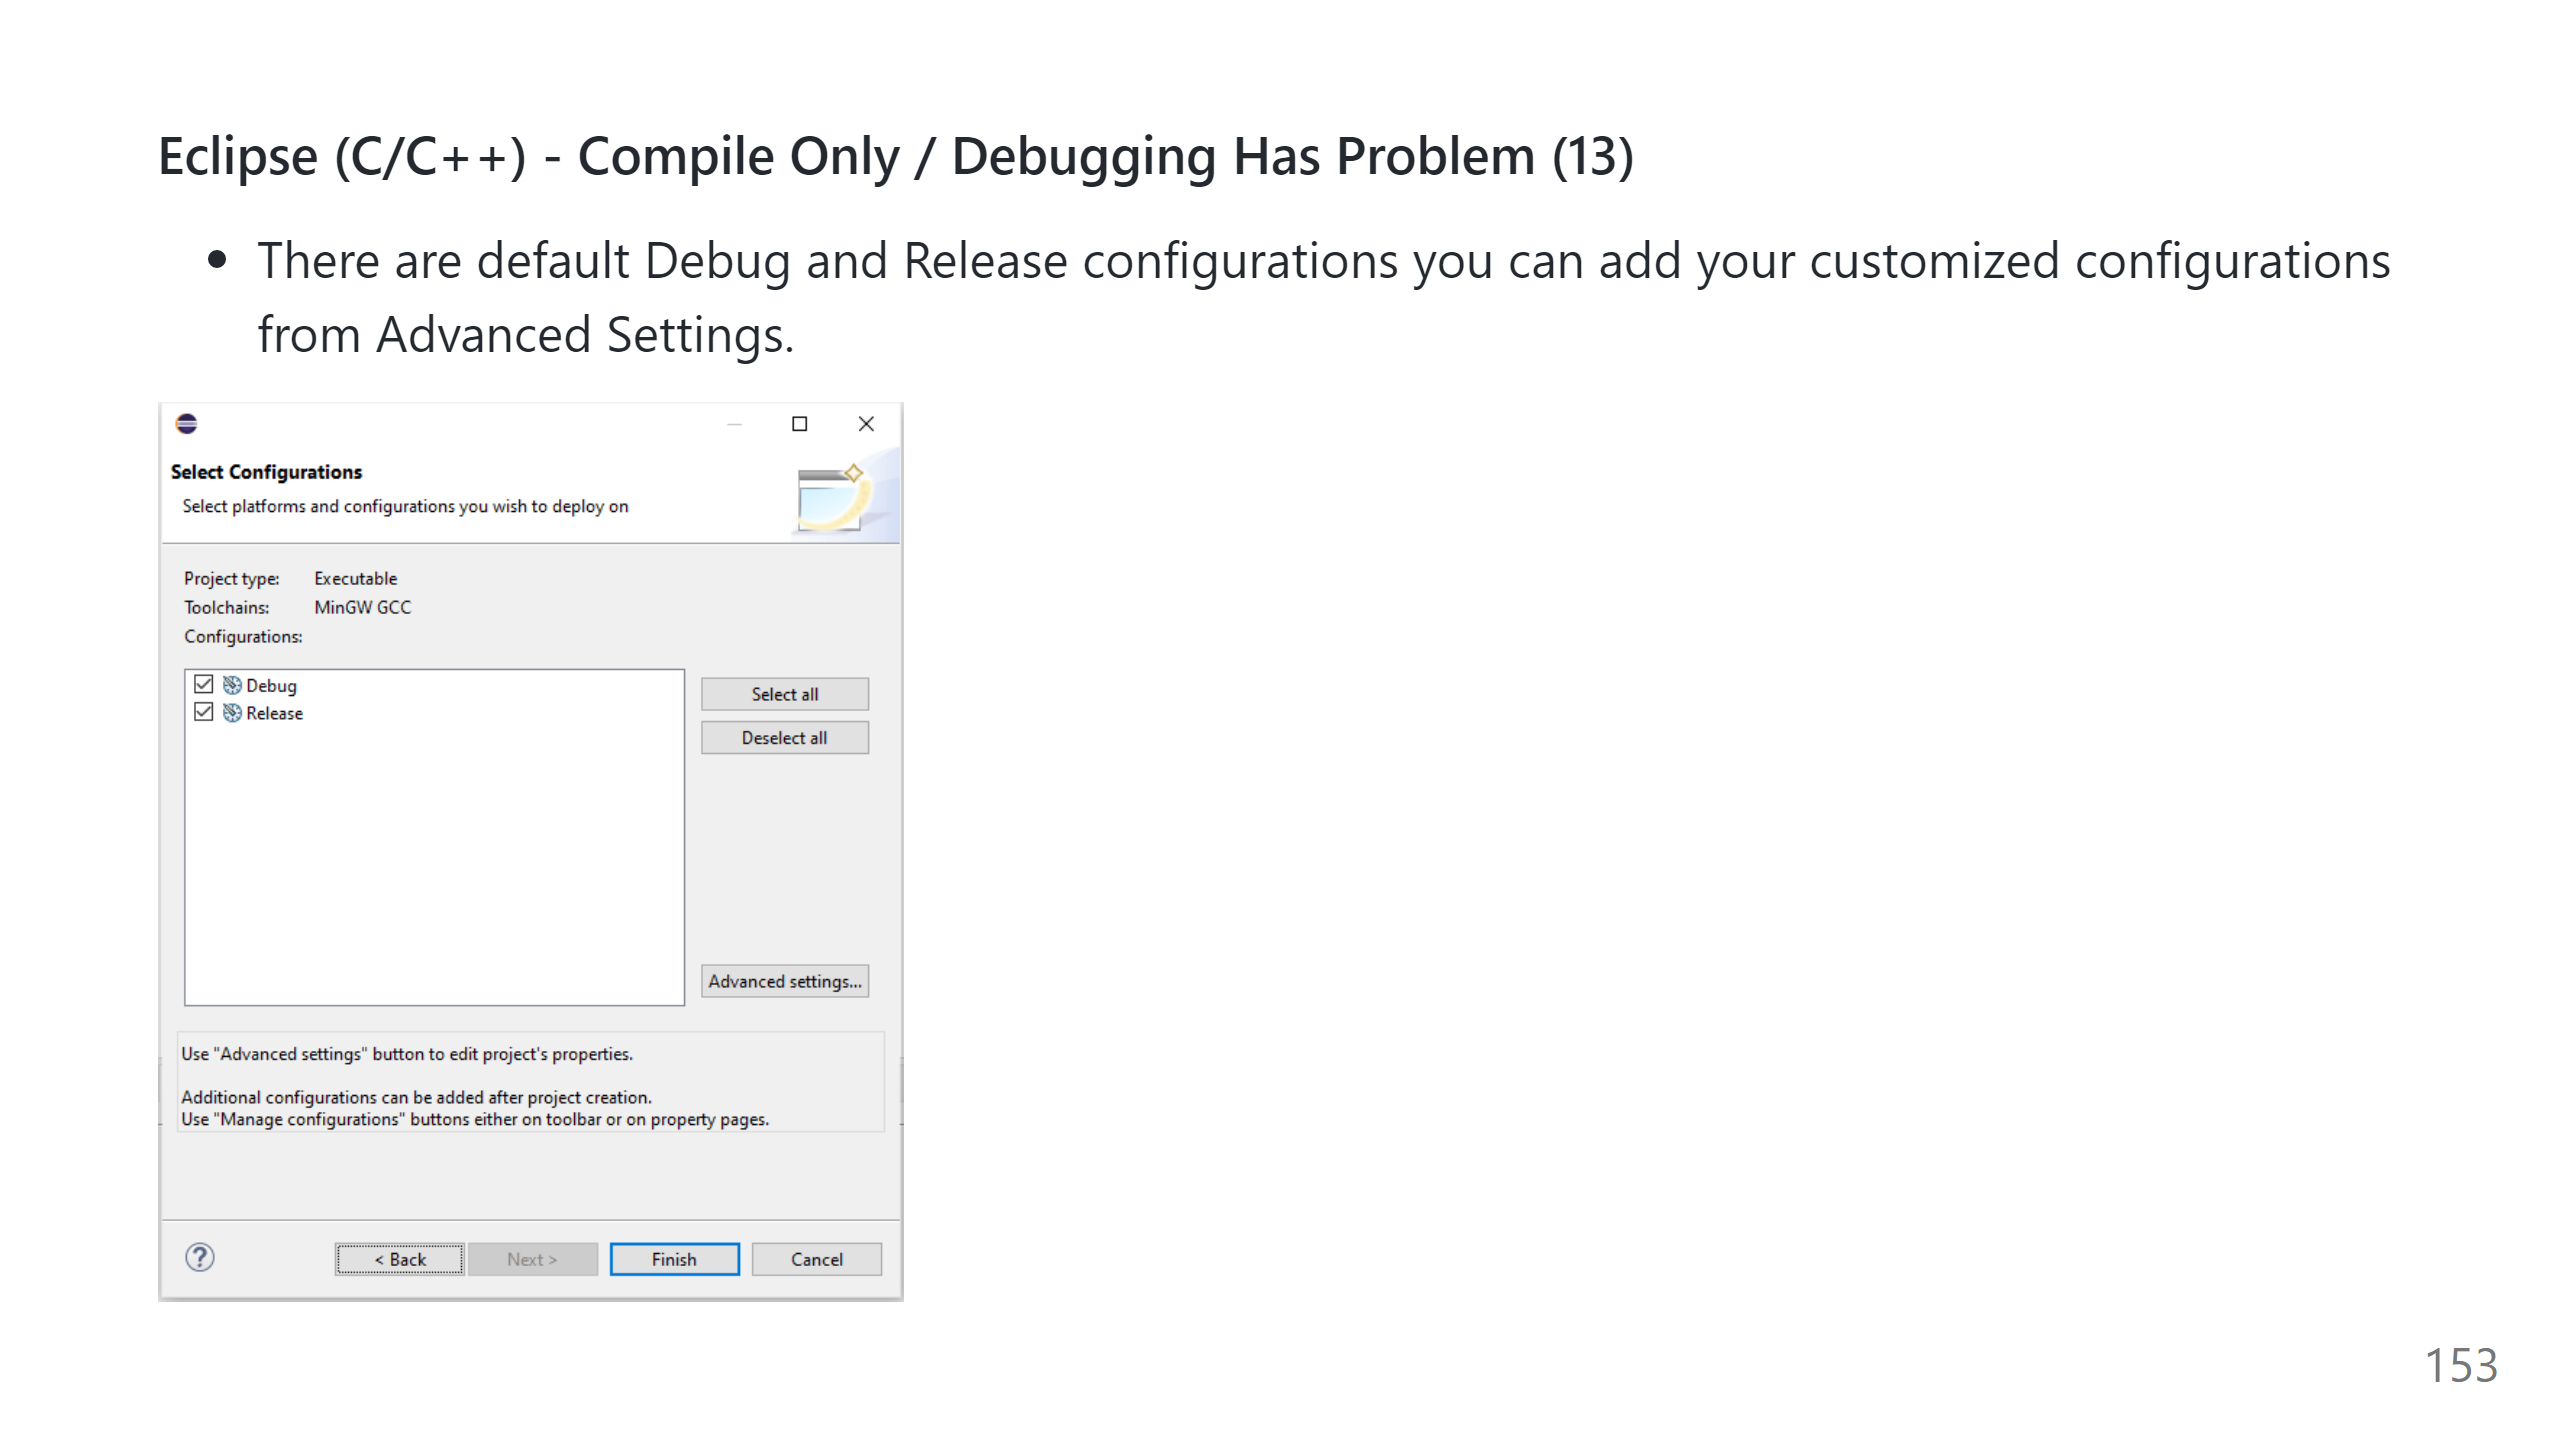 Eclipse (C/C++) - Compile Only / Debugging Has Problem (13)
• There are default Debug and Release configurations you can add your customized configurations
from Advanced Settings.
Select Configurations
Select platforms and configurations you wish to deploy on
Project type: Executable
Toolchains: MinGW GCC
Configurations:
Debug
Release
Select all
Deselect all
Advanced settings...
Use "Advanced settings" button to edit project's properties.
Additional configurations can be added after project creation.
Use "Manage configurations" buttons either on toolbar or on property pages.
? < Back Next > Finish Cancel
153